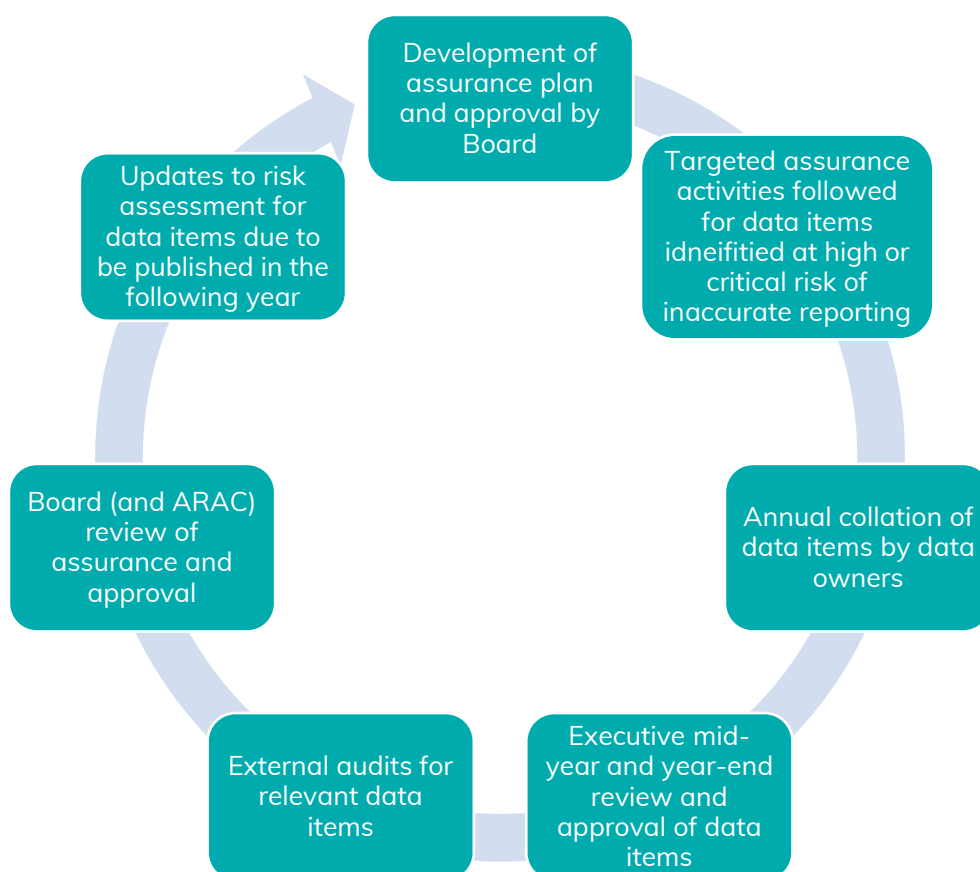 Development of
assurance plan
and approval by
Board
Targeted assurance
activities followed
for data items
idneifitied at high or
critical risk of
inaccurate reporting
Annual collation of
data items by data
owners
Executive mid-
year and year-end
review and
approval of data
items
External audits for
relevant data
items
Board (and ARAC)
review of
assurance and
approval
Updates to risk
assessment for
data items due to
be published in the
following year